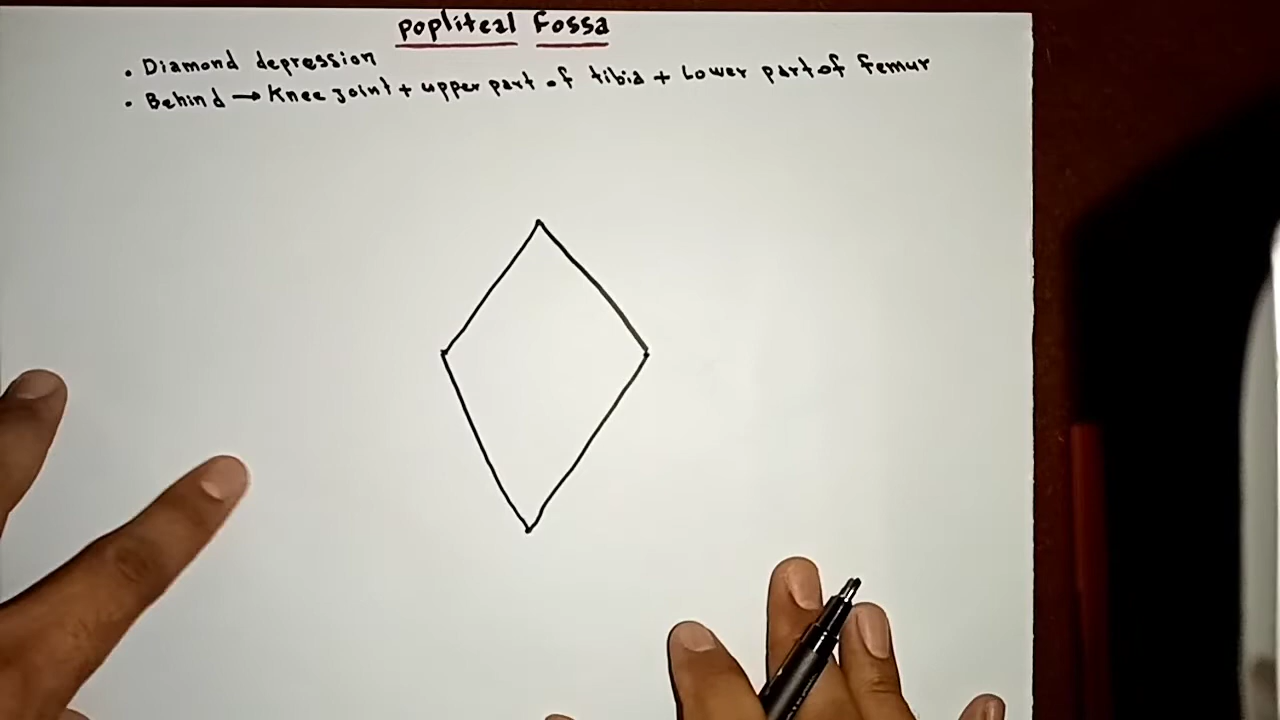 Popliteal Fossa
• Diamond depression
• Behind → Knee joint + upper part of tibia + Lower part of Femur